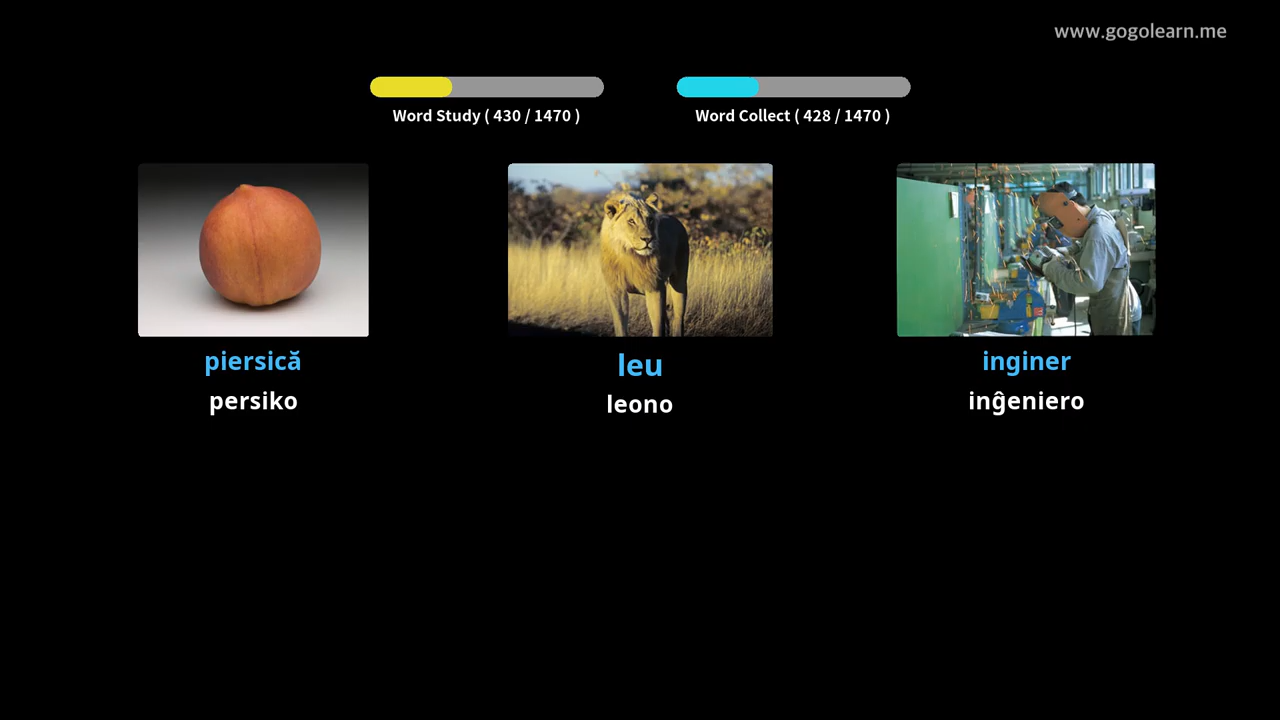 www.gogolearn.me
Word Study ( 430 / 1470 )
Word Collect ( 428 / 1470 )
piersică
leu
inginer
persiko
leono
inĝeniero